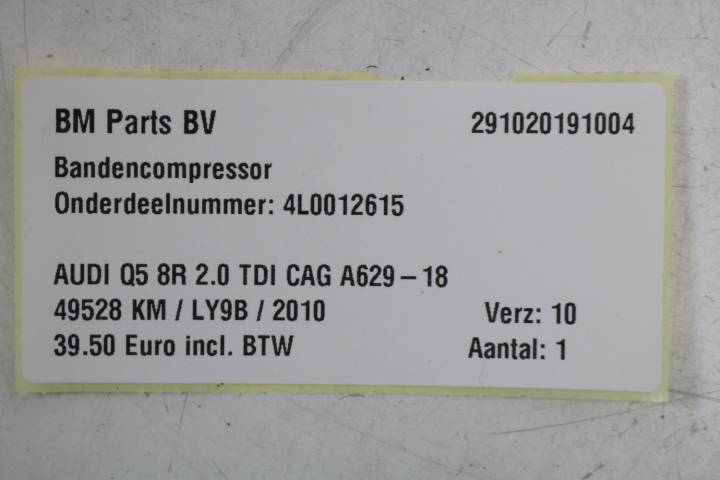 BM Parts BV 291020191004
Bandencompressor
Onderdeelnummer: 4L0012615
AUDI Q5 8R 2.0 TDI CAG A629 – 18
49528 KM / LY9B / 2010 Verz: 10
39.50 Euro incl. BTW Aantal: 1